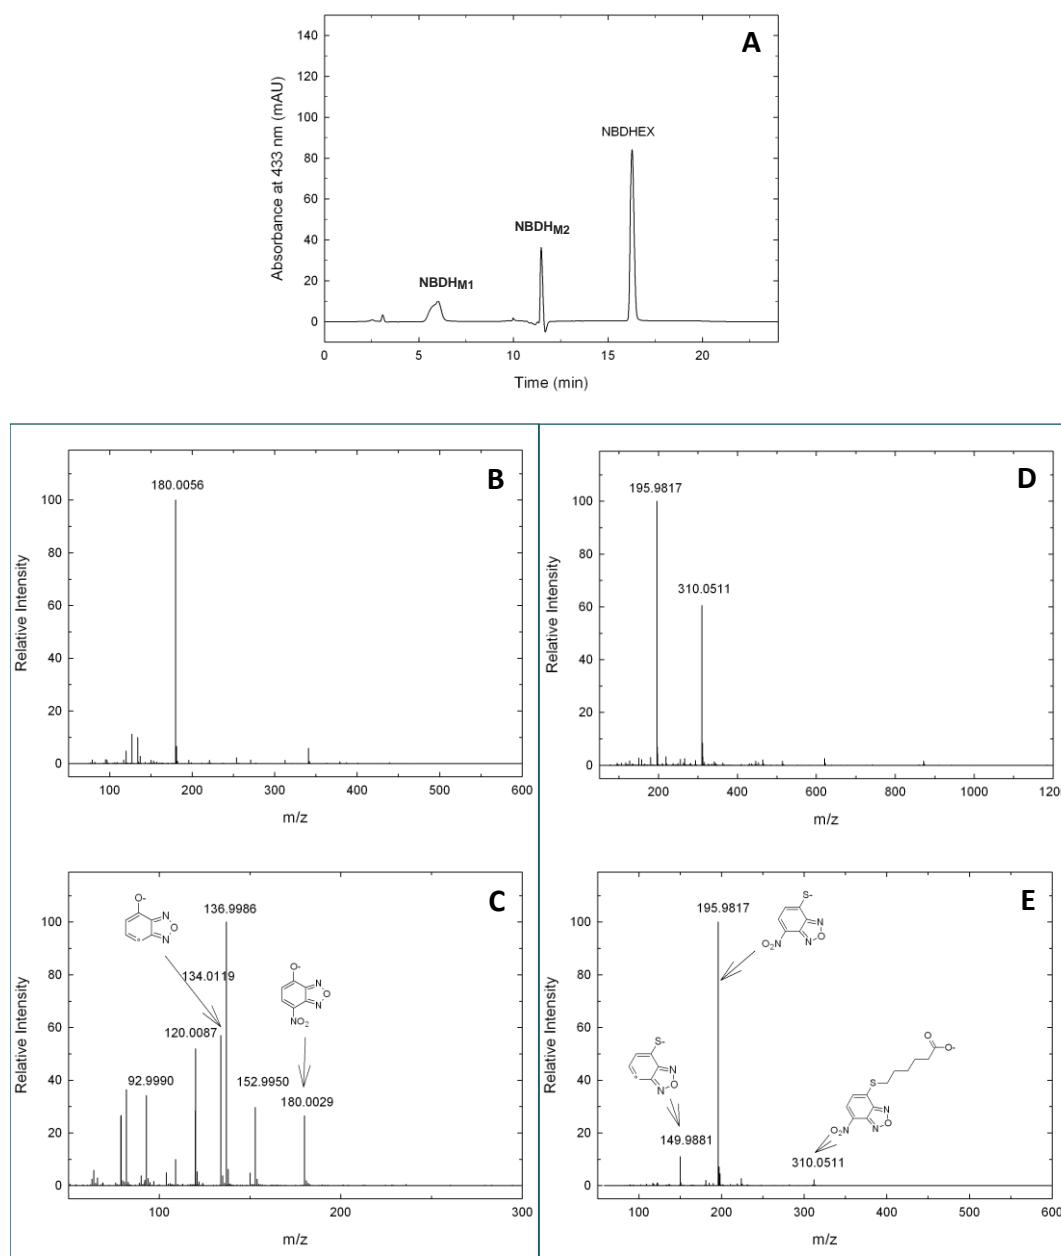 A
Absorbance at 433 nm (mAU)
140
120
100
80
60
40
20
0
NBDHM1
NBDHM2
NBDHEX
0 5 10 15 20
Time (min)
B
Relative Intensity
100
80
60
40
20
0
180.0056
100 200 300 400 500 600
m/z
D
Relative Intensity
100
80
60
40
20
0
195.9817
310.0511
200 400 600 800 1000 120
m/z
C
Relative Intensity
100
80
60
40
20
0
O-
N
O
N
136.9986
134.0119
O-
N
O
N
NO2
120.0087
92.9990
152.9950
180.0029
100 200 300
m/z
E
Relative Intensity
100
80
60
40
20
0
195.9817
S-
N
O
N
O2N
S-
N
O
N
149.9881
O
O-
S
N
O
N
O2N
310.0511
0 100 200 300 400 500 600
m/z